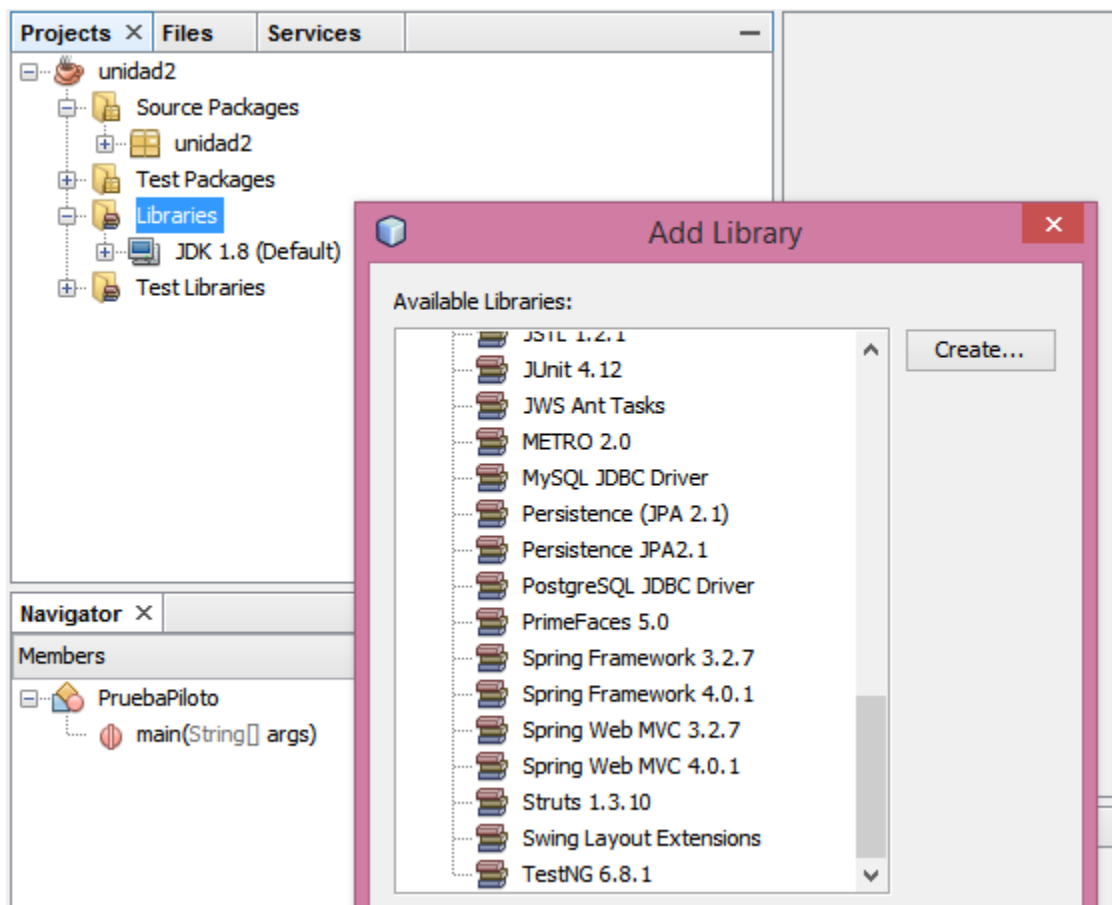 Projects Files Services
unidad2
Source Packages
unidad2
Test Packages
Libraries
JDK 1.8 (Default)
Test Libraries
Navigator
Members
PruebaPiloto
main(String[] args)
Add Library
Available Libraries:
JSTL 1.2.1
JUnit 4.12
JWS Ant Tasks
METRO 2.0
MySQL JDBC Driver
Persistence (JPA 2.1)
Persistence JPA2.1
PostgreSQL JDBC Driver
PrimeFaces 5.0
Spring Framework 3.2.7
Spring Framework 4.0.1
Spring Web MVC 3.2.7
Spring Web MVC 4.0.1
Struts 1.3.10
Swing Layout Extensions
TestNG 6.8.1
Create...